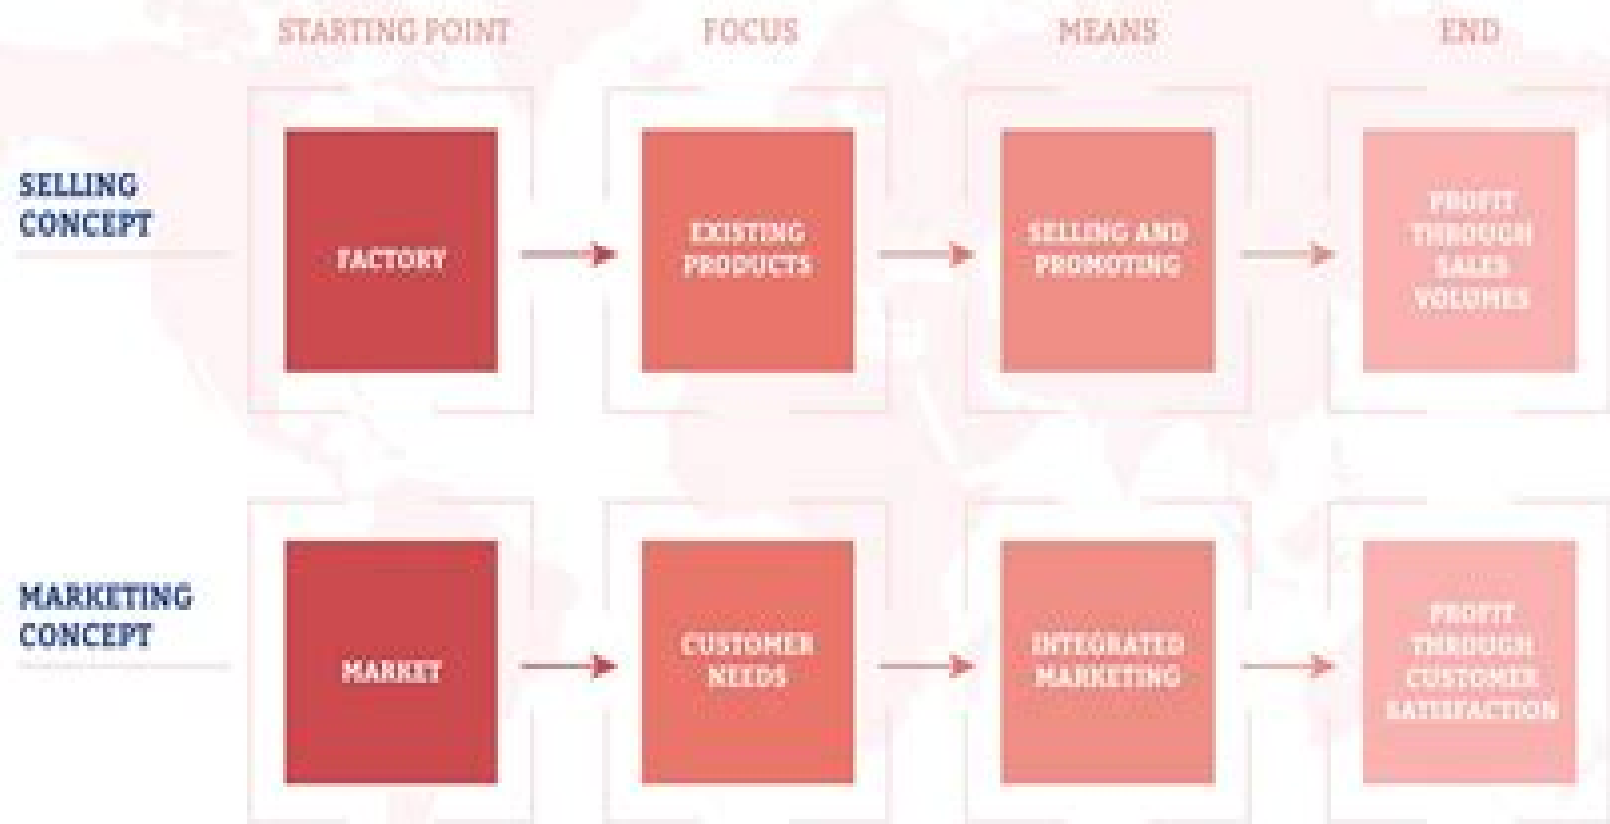 STARTING POINT
FOCUS
MEANS
END
SELLING
CONCEPT
FACTORY
EXISTING
PRODUCTS
SELLING AND
PROMOTING
PROFIT
THROUGH
SALES
VOLUMES
MARKETING
CONCEPT
MARKET
CUSTOMER
NEEDS
INTEGRATED
MARKETING
PROFIT
THROUGH
CUSTOMER
SATISFACTION